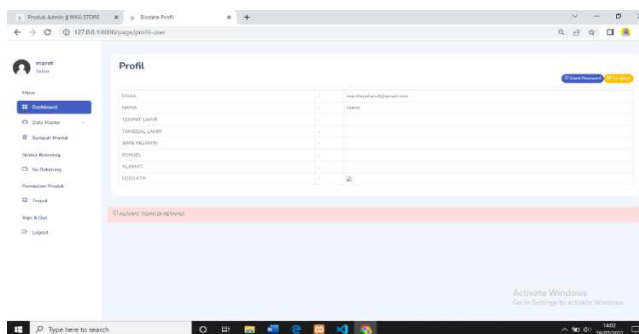 Produk Admin || WKA STORE
Biodata Profil
127.0.0.1:8000/page/profil-user
maret
Seller
Profil
Menu
Dashboard
Data Master
Sampah Produk
Nomor Rekening
No Rekening
Pembelian Produk
Logout
Sign & Out
EMAIL
NAMA
maret
TEMPAT LAHIR
TANGGAL LAHIR
JENIS KELAMIN
PONSEL
ALAMAT
FOTO KTP
ALAMAT TIDAK DI KETAHUI
Activate Windows
Go to Settings to activate Windows.
Type here to search
14:02